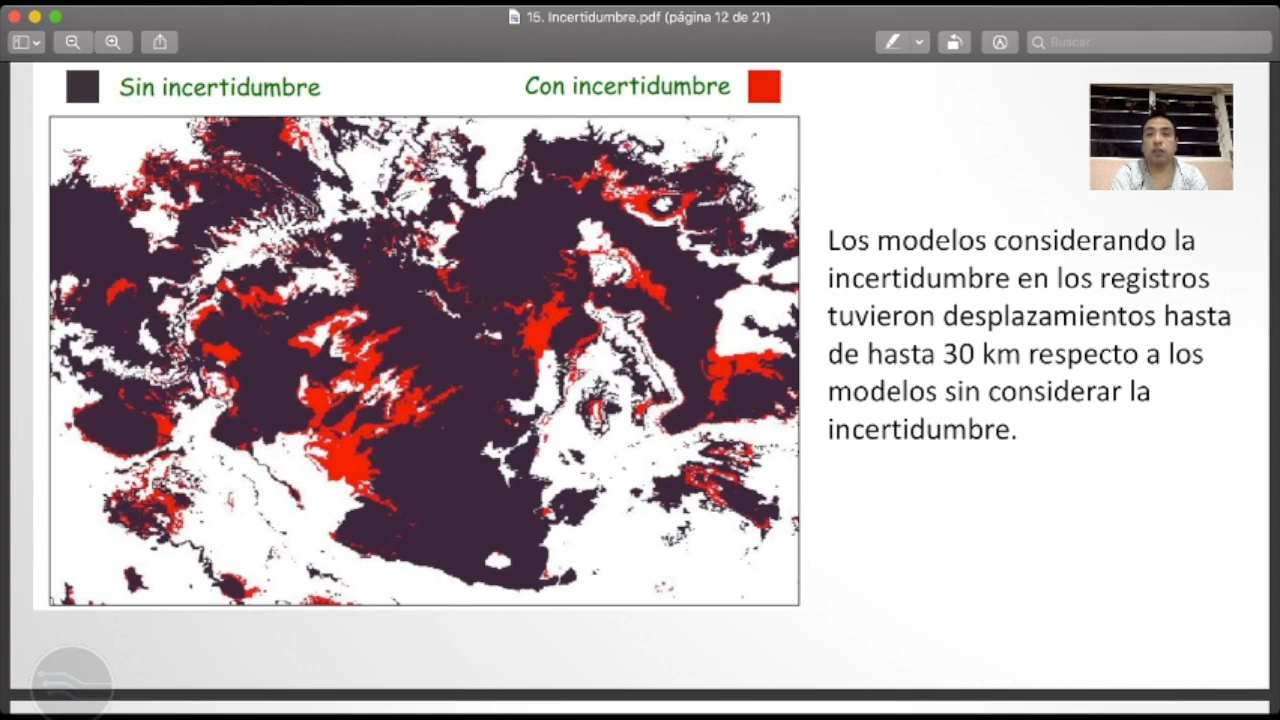 15. Incertidumbre.pdf (página 12 de 21)
Buscar
Sin incertidumbre
Con incertidumbre
Los modelos considerando la
incertidumbre en los registros
tuvieron desplazamientos hasta
de hasta 30 km respecto a los
modelos sin considerar la
incertidumbre.